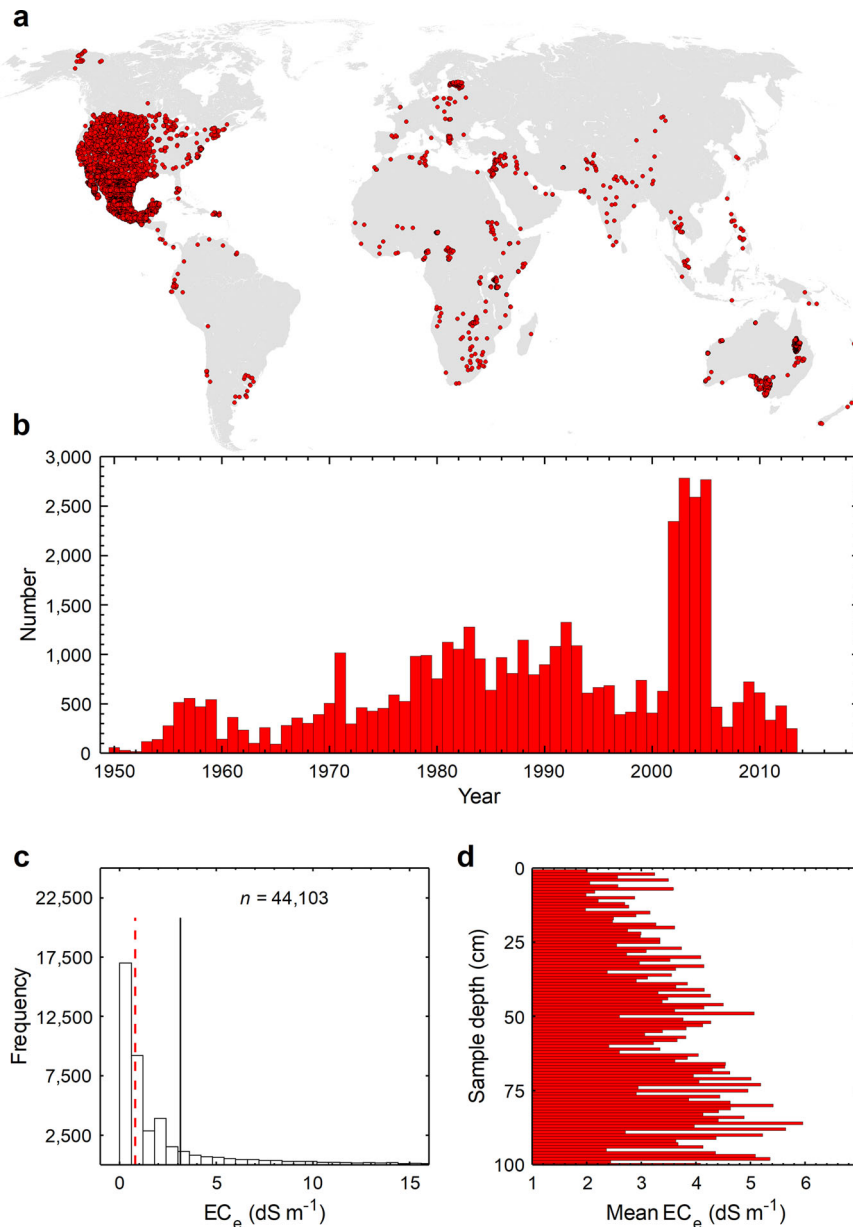 a
b
3,000
2,500
2,000
1,500
1,000
500
0
Number
1950 1960 1970 1980 1990 2000 2010
Year
c
n = 44,103
22,500
17,500
12,500
7,500
2,500
Frequency
0 5 10 15
ECe (dS m⁻¹)
d
0
25
50
75
100
Sample depth (cm)
1 2 3 4 5 6
Mean ECe (dS m⁻¹)